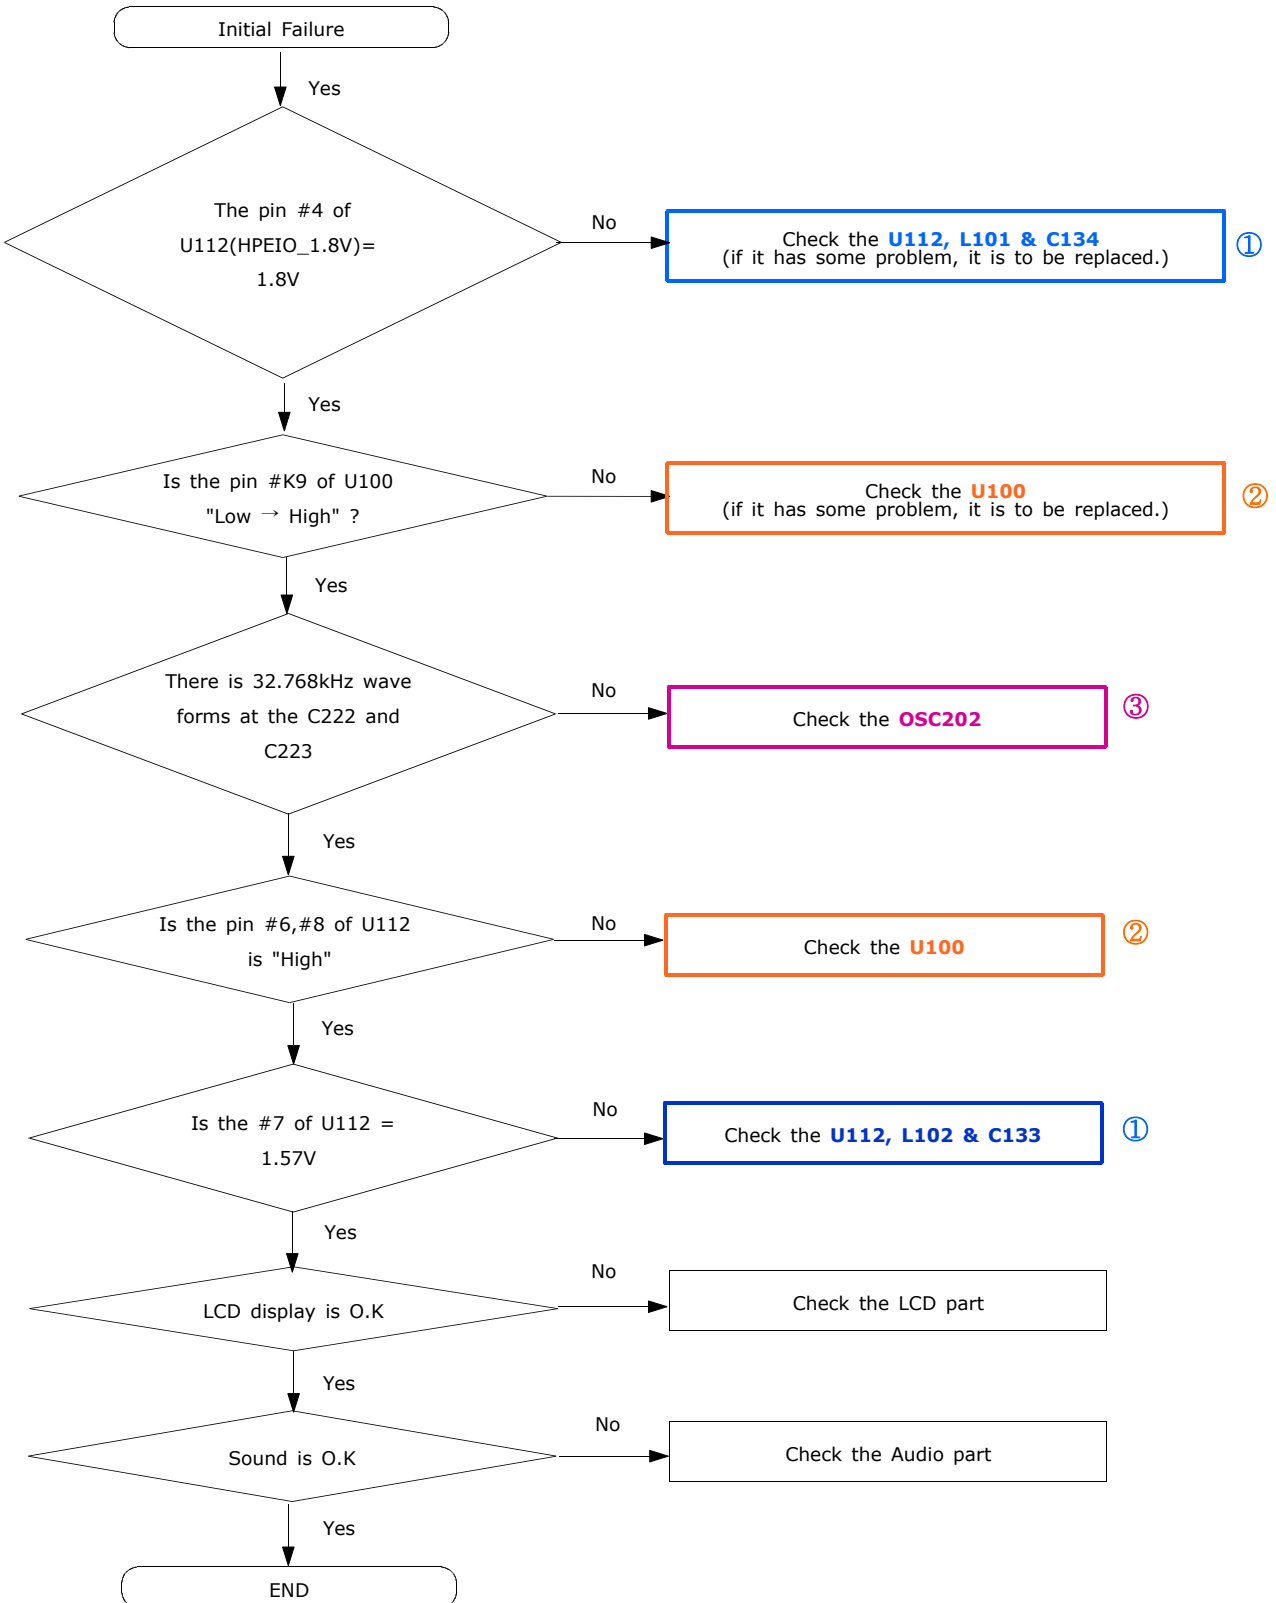 Initial Failure
Yes
The pin #4 of
U112(HPEIO_1.8V)=
1.8V
No
Check the U112, L101 & C134
(if it has some problem, it is to be replaced.)
①
Yes
Is the pin #K9 of U100
"Low → High" ?
No
Check the U100
(if it has some problem, it is to be replaced.)
②
Yes
There is 32.768kHz wave
forms at the C222 and
C223
No
Check the OSC202
③
Yes
Is the pin #6,#8 of U112
is "High"
No
Check the U100
②
Yes
Is the #7 of U112 =
1.57V
No
Check the U112, L102 & C133
①
Yes
LCD display is O.K
No
Check the LCD part
Yes
Sound is O.K
No
Check the Audio part
Yes
END